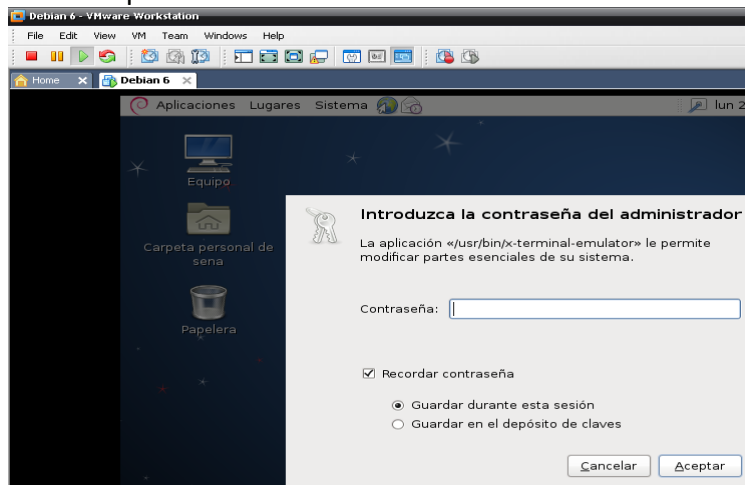 Debian 6 - VMware Workstation
File Edit View VM Team Windows Help
Home Debian 6
Aplicaciones Lugares Sistema lun 2
Equipo
Carpeta personal de
sena
Papelera
Introduzca la contraseña del administrador
La aplicación «/usr/bin/x-terminal-emulator» le permite
modificar partes esenciales de su sistema.
Contraseña:
Recordar contraseña
Guardar durante esta sesión
Guardar en el depósito de claves
Cancelar Aceptar